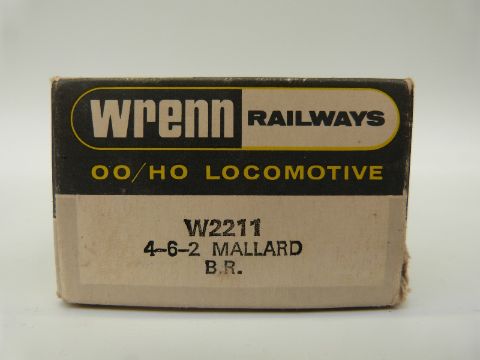 wrenn RAILWAYS
OO/HO LOCOMOTIVE
W2211
4-6-2 MALLARD
B.R.